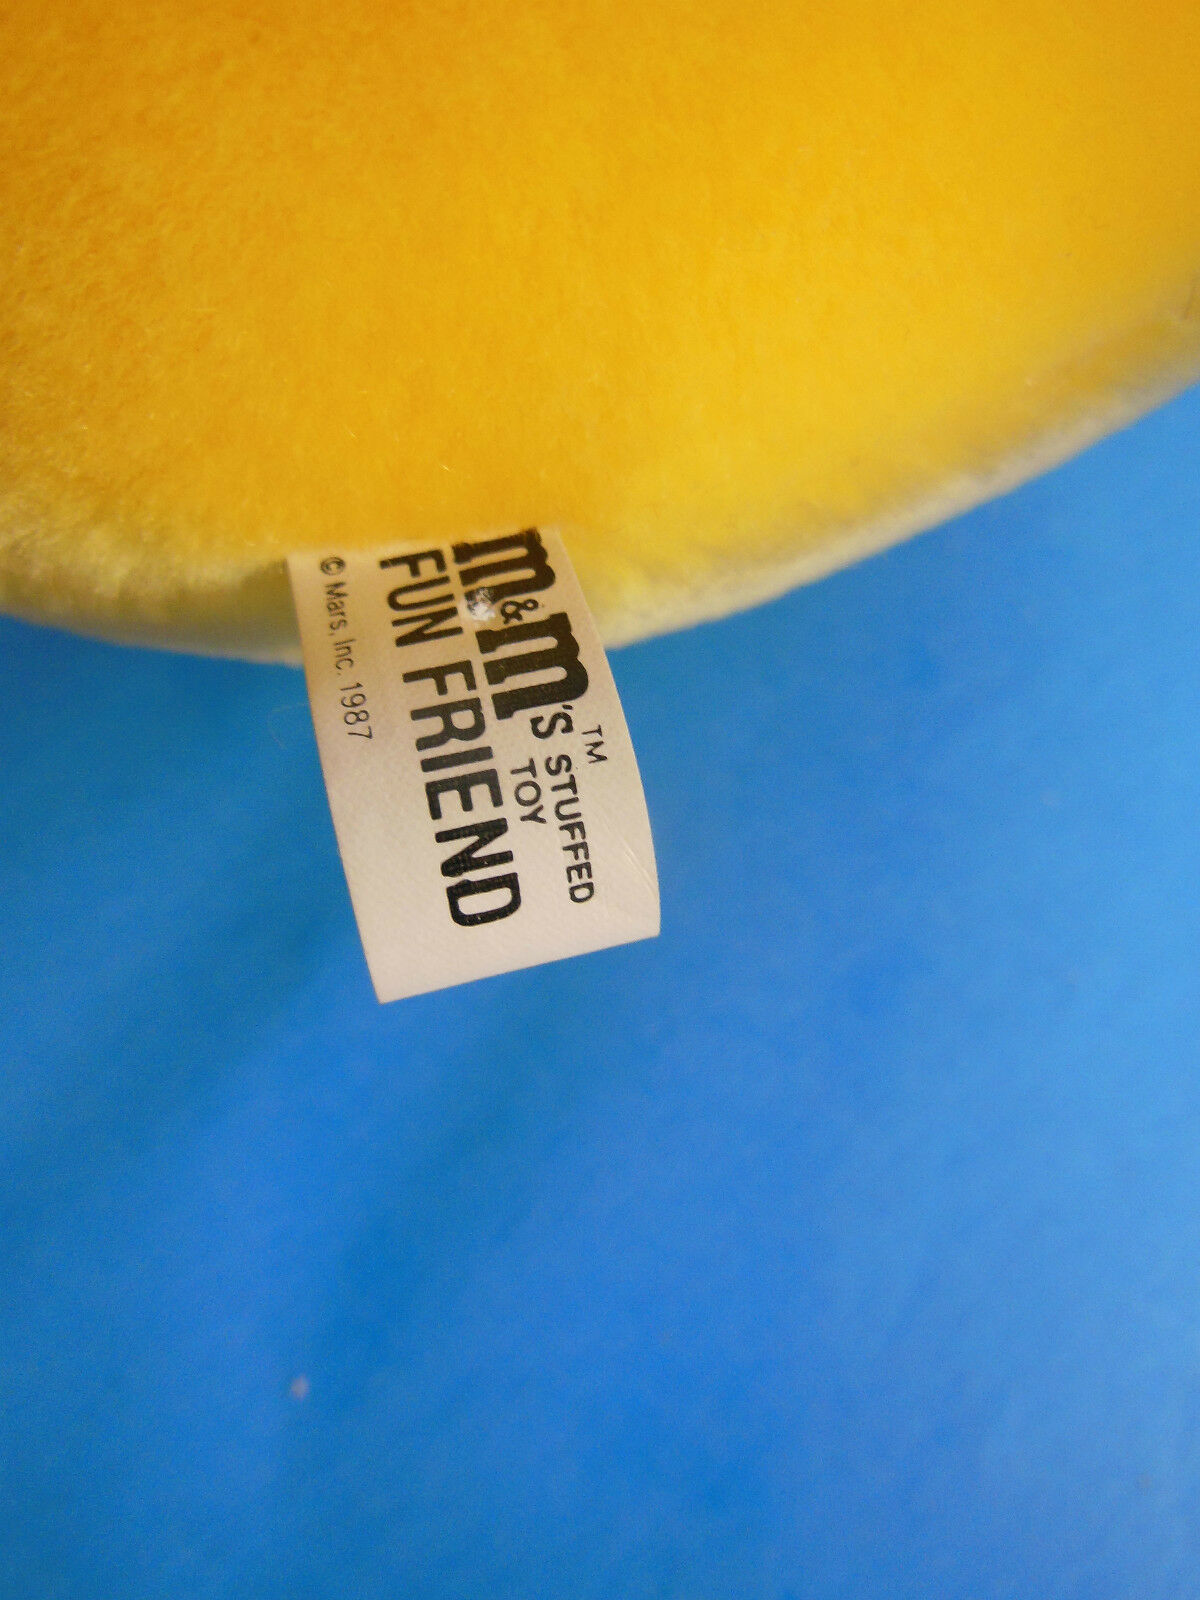 m&m's™ STUFFED
TOY
FUN FRIEND
© Mars, Inc. 1987